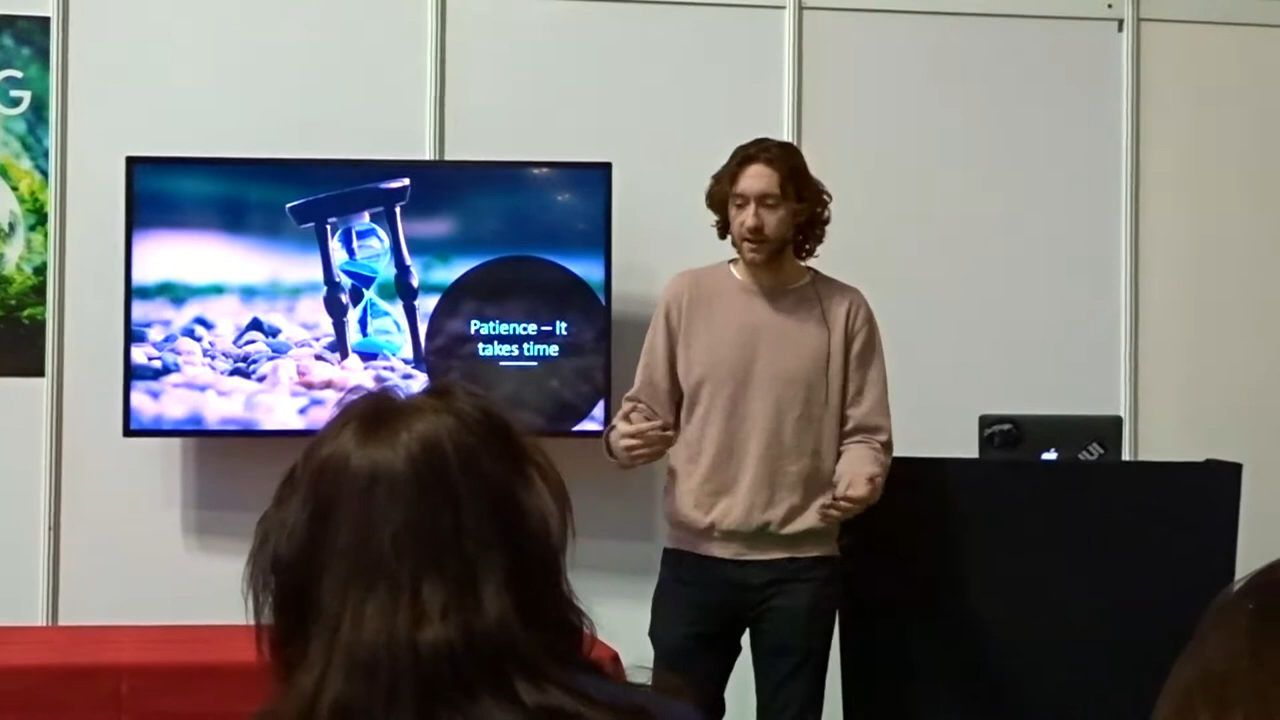 G
Patience – It
takes time